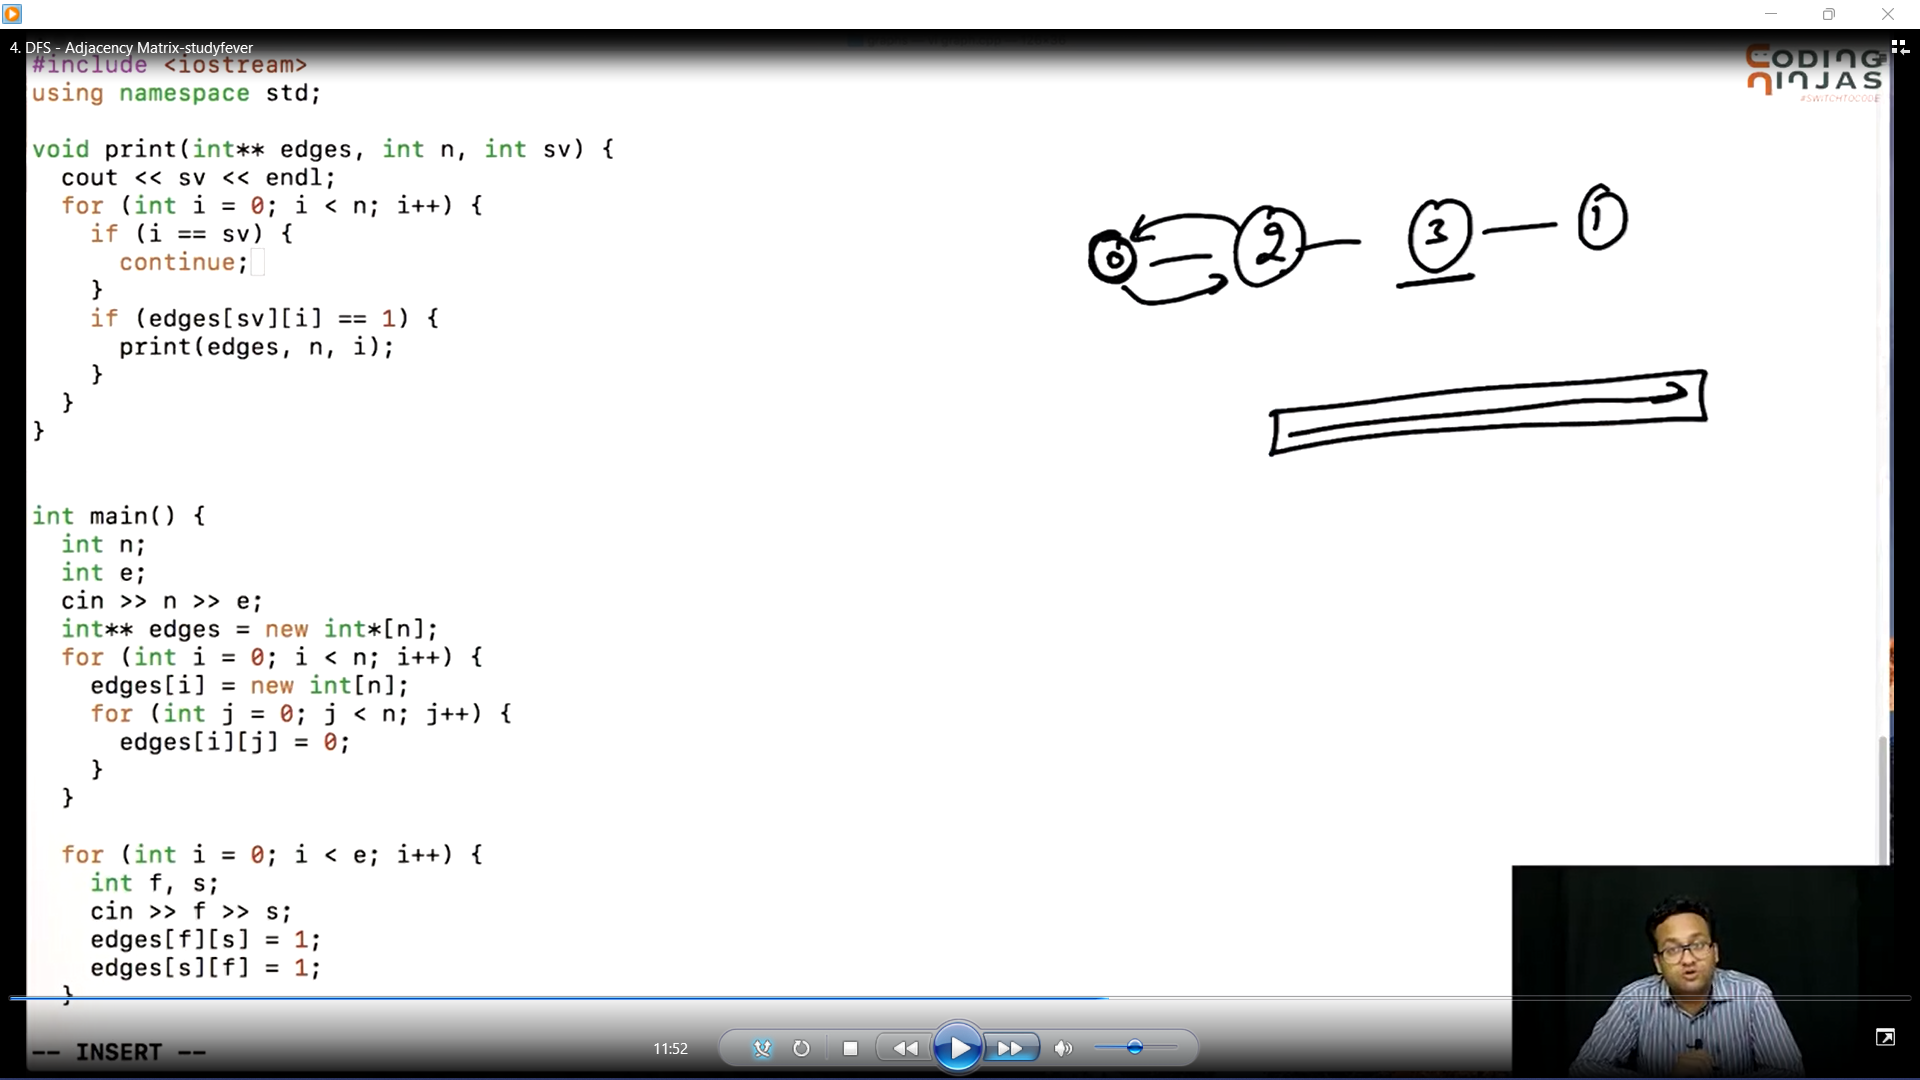 4. DFS - Adjacency Matrix-studyfever
#include <iostream>
using namespace std;
void print(int** edges, int n, int sv) {
  cout << sv << endl;
  for (int i = 0; i < n; i++) {
    if (i == sv) {
      continue;
    }
    if (edges[sv][i] == 1) {
      print(edges, n, i);
    }
  }
}
int main() {
  int n;
  int e;
  cin >> n >> e;
  int** edges = new int*[n];
  for (int i = 0; i < n; i++) {
    edges[i] = new int[n];
    for (int j = 0; j < n; j++) {
      edges[i][j] = 0;
    }
  }
  for (int i = 0; i < e; i++) {
    int f, s;
    cin >> f >> s;
    edges[f][s] = 1;
    edges[s][f] = 1;
  }
-- INSERT --
CODING
NINJAS
#SWITCHTOCODE
0 2 3 1
11:52